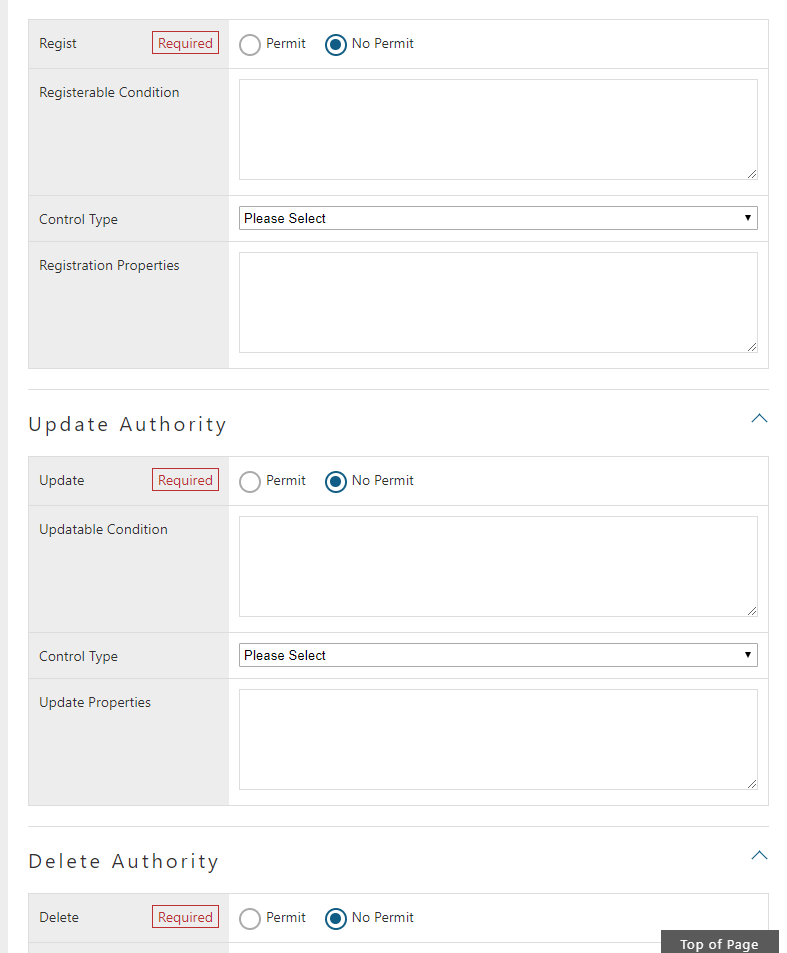 Regist Required Permit No Permit
Registerable Condition
Control Type Please Select
Registration Properties
Update Authority
Update Required Permit No Permit
Updatable Condition
Control Type Please Select
Update Properties
Delete Authority
Delete Required Permit No Permit
Top of Page